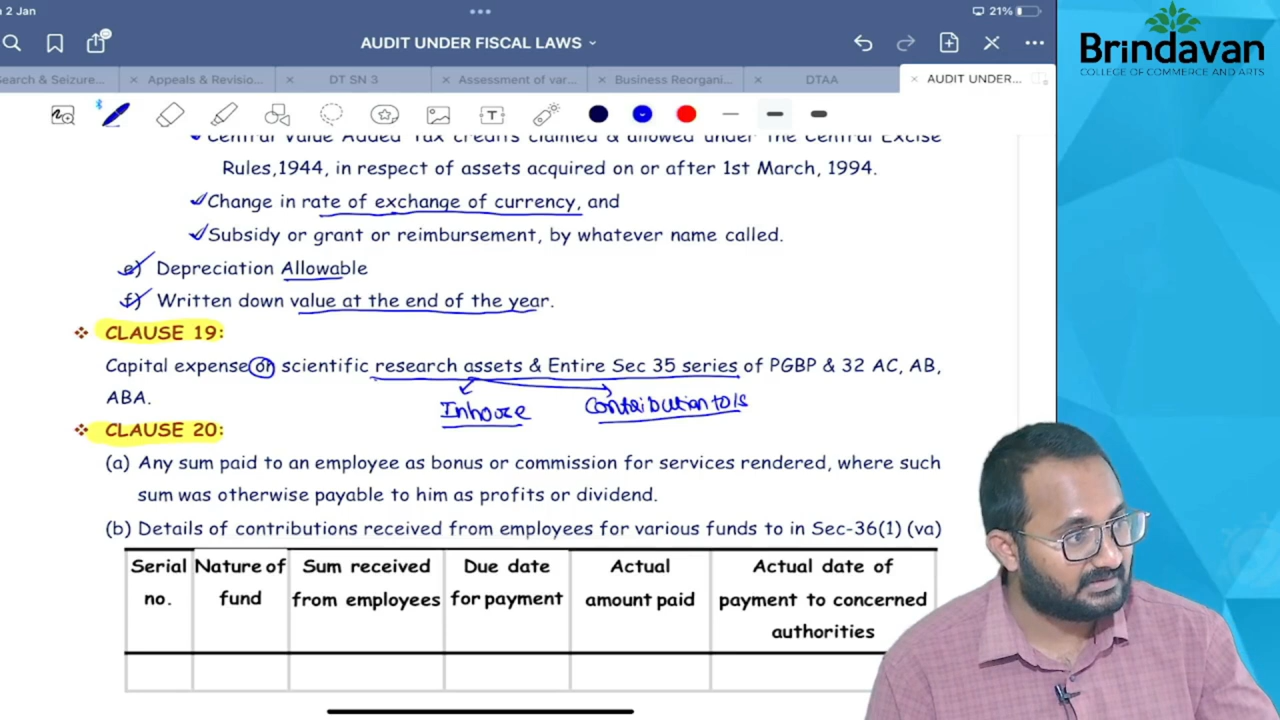 2 Jan
21%
AUDIT UNDER FISCAL LAWS
Brindavan
COLLEGE OF COMMERCE AND ARTS
earch & Seizure...
Appeals & Revisio...
DT SN 3
Assessment of var...
Business Reorgani...
DTAA
AUDIT UNDER...
Central Value Added Tax credits claimed & allowed under The Central Excise
Rules,1944, in respect of assets acquired on or after 1st March, 1994.
Change in rate of exchange of currency, and
Subsidy or grant or reimbursement, by whatever name called.
e) Depreciation Allowable
f) Written down value at the end of the year.
CLAUSE 19:
Capital expense on scientific research assets & Entire Sec 35 series of PGBP & 32 AC, AB,
ABA.
Inhouse
Contribution to
CLAUSE 20:
(a) Any sum paid to an employee as bonus or commission for services rendered, where such
sum was otherwise payable to him as profits or dividend.
(b) Details of contributions received from employees for various funds to in Sec-36(1) (va)
Serial no.
Nature of fund
Sum received from employees
Due date for payment
Actual amount paid
Actual date of payment to concerned authorities